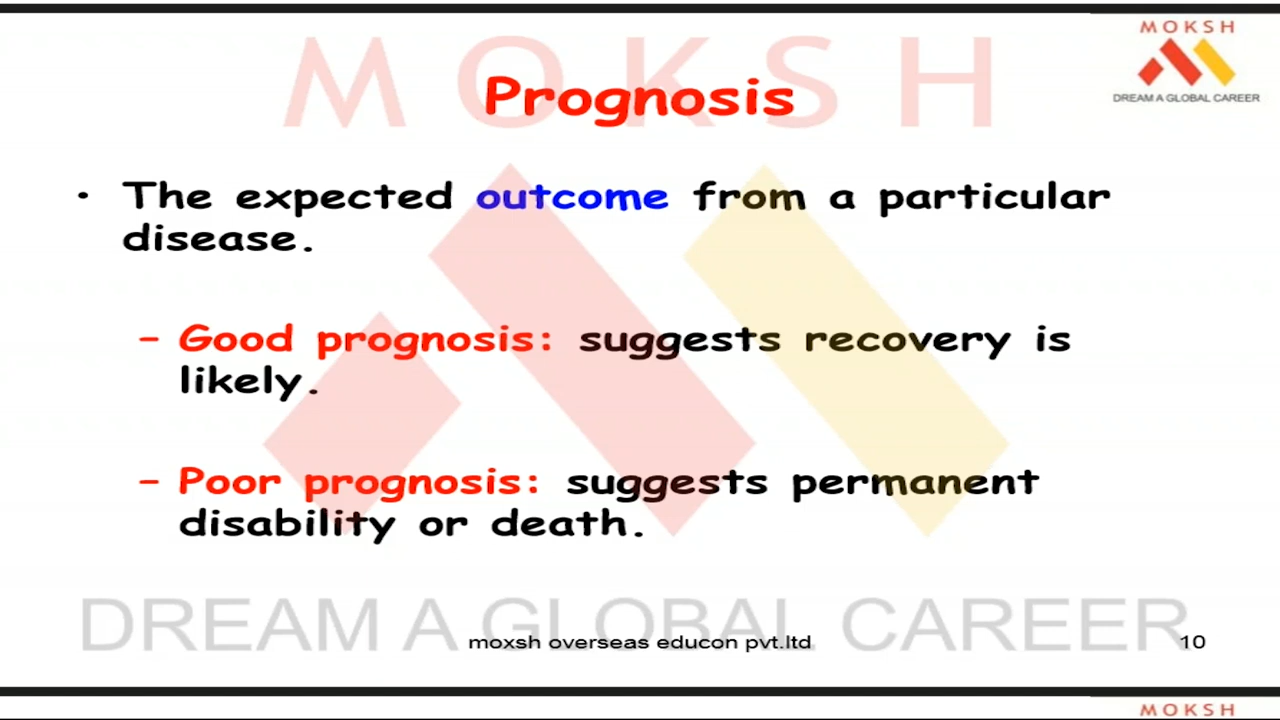 MOKSH
DREAM A GLOBAL CAREER
MOKSH
Prognosis
• The expected outcome from a particular
disease.
– Good prognosis: suggests recovery is
likely.
– Poor prognosis: suggests permanent
disability or death.
DREAM A GLOBAL CAREER
moxsh overseas educon pvt.ltd
10
MOKSH